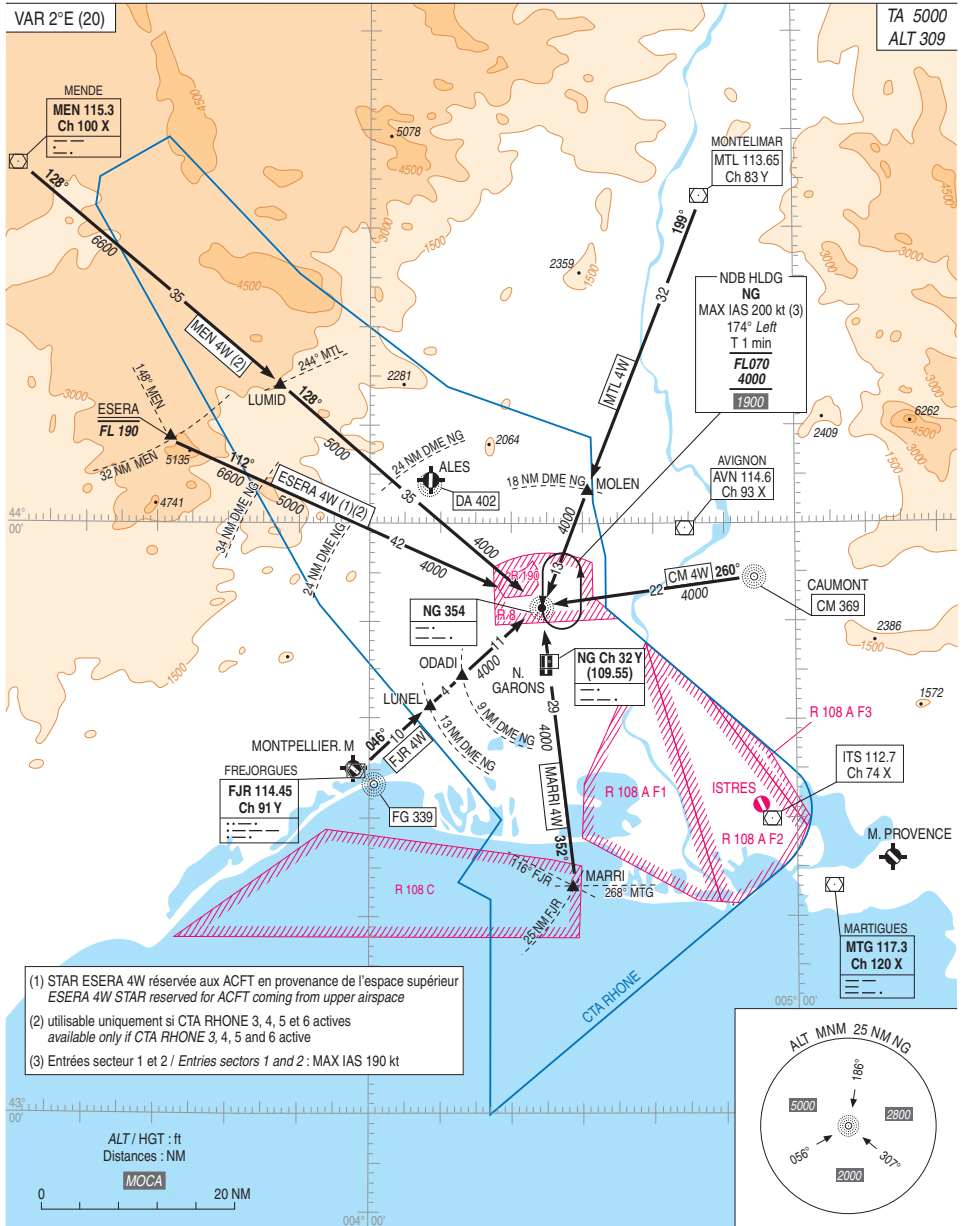 VAR 2°E (20)
TA 5000
ALT 309
4500
4500
MENDE
MEN 115.3
Ch 100 X
128°
6600
35
MEN 4W (2)
244° MTL
LUMID
128°
5000
35
4000
5078
4500
3000
1500
4500
3000
3000
1500
MONTELIMAR
MTL 113.65
Ch 83 Y
199°
32
MTL 4W
2359
1500
NDB HLDG
NG
MAX IAS 200 kt (3)
174° Left
T 1 min
FL070
4000
1900
3000
148° MEN
ESERA
FL 190
32 NM MEN
5135
4741
112°
6600
5000
ESERA 4W (1)(2)
42
4000
34 NM DME NG
24 NM DME NG
2281
2064
24 NM DME NG
ALES
DA 402
18 NM DME NG
MOLEN
4000
13
6262
4500
3000
1500
2409
AVIGNON
AVN 114.6
Ch 93 X
44°
00'
R 190
R 8
CM 4W
260°
22
4000
CAUMONT
CM 369
2386
1500
1572
NG 354
ODADI
11
4000
4
LUNEL
N.
GARONS
NG Ch 32 Y
(109.55)
9 NM DME NG
13 NM DME NG
29
4000
MARRI 4W
352°
046°
10
FJR 4W
MONTPELLIER. M
FREJORGUES
FJR 114.45
Ch 91 Y
FG 339
R 108 A F3
R 108 A F1
ISTRES
ITS 112.7
Ch 74 X
R 108 A F2
M. PROVENCE
116° FJR
MARRI
268° MTG
25 NM FJR
R 108 C
MARTIGUES
MTG 117.3
Ch 120 X
005° 00'
CTA RHONE
(1) STAR ESERA 4W réservée aux ACFT en provenance de l'espace supérieur
ESERA 4W STAR reserved for ACFT coming from upper airspace
(2) utilisable uniquement si CTA RHONE 3, 4, 5 et 6 actives
available only if CTA RHONE 3, 4, 5 and 6 active
(3) Entrées secteur 1 et 2 / Entries sectors 1 and 2 : MAX IAS 190 kt
43°
00'
ALT / HGT : ft
Distances : NM
MOCA
0
20 NM
004° 00'
ALT MNM 25 NM NG
186°
5000
2800
056°
307°
2000